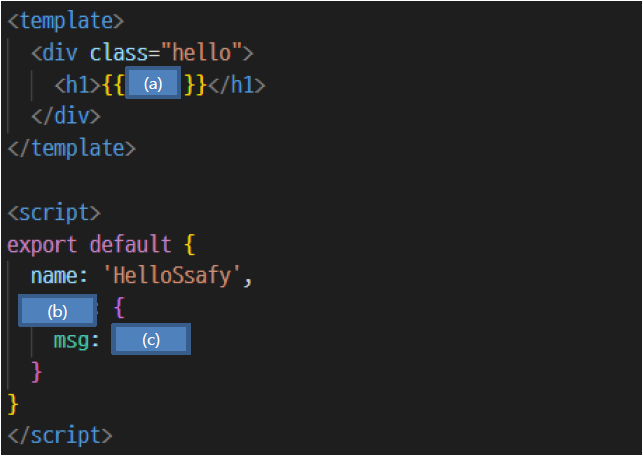 <template>
<div class="hello">
<h1>{{ (a) }}</h1>
</div>
</template>
<script>
export default {
name: 'HelloSsafy',
(b) : {
msg: (c)
}
}
</script>